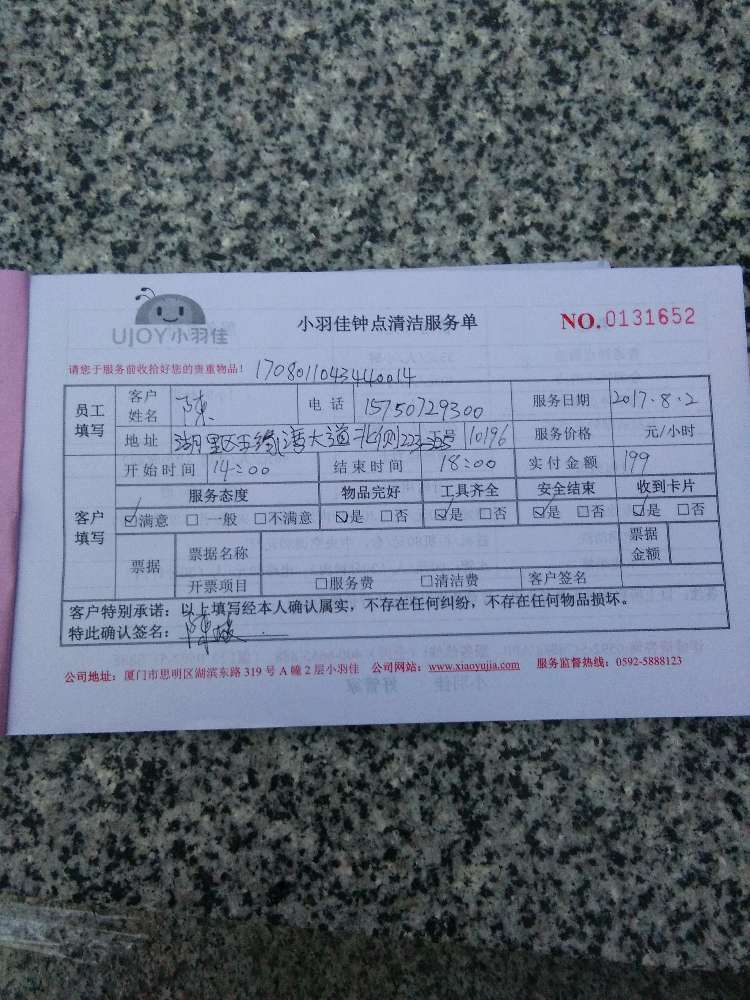 UJOY小羽佳
小羽佳钟点清洁服务单
NO.0131652
请您于服务前收拾好您的贵重物品！ 1708011043440014
员工填写 客户姓名 陈 电话 15750729300 服务日期 2017.8.2
地址 湖里区五缘湾大道北侧 10196 服务价格 元/小时
客户填写 开始时间 14:00 结束时间 18:00 实付金额 199
服务态度 物品完好 工具齐全 安全结束 收到卡片
☑满意 □一般 □不满意 ☑是 □否 ☑是 □否 ☑是 □否 ☑是 □否
票据 票据名称 票据金额
开票项目 □服务费 □清洁费 客户签名
客户特别承诺：以上填写经本人确认属实，不存在任何纠纷，不存在任何物品损坏。
特此确认签名： 陈
公司地址：厦门市思明区湖滨东路319号A幢2层小羽佳 公司网站：www.xiaoyujia.com 服务监督热线：0592-5888123